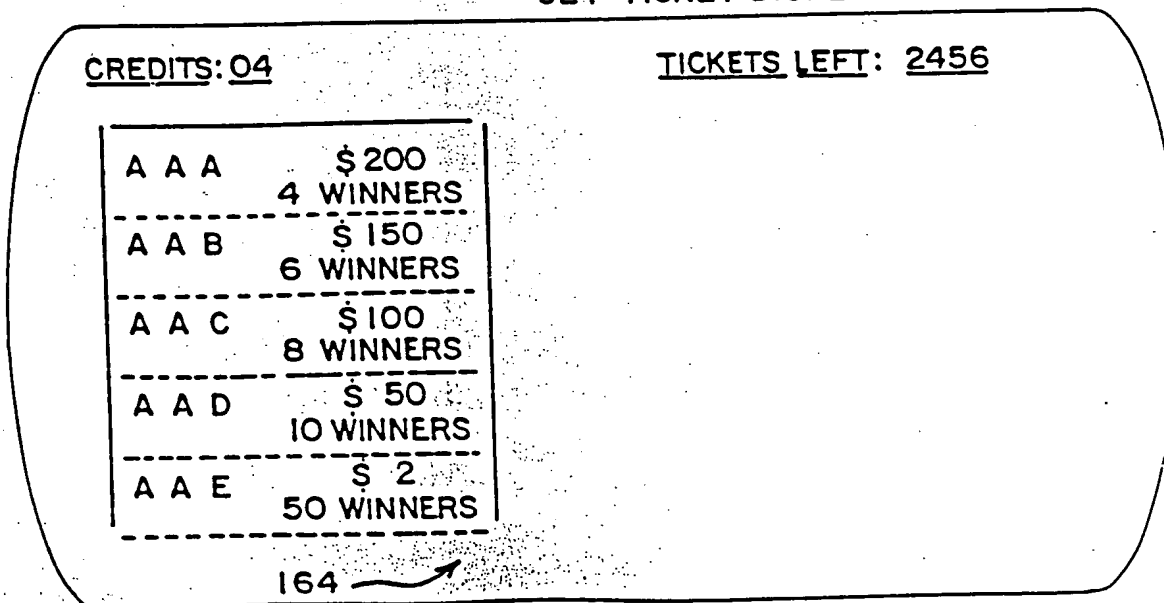 CREDITS: 04 TICKETS LEFT: 2456
A A A $ 200
4 WINNERS
A A B $ 150
6 WINNERS
A A C $ 100
8 WINNERS
A A D $ 50
10 WINNERS
A A E $ 2
50 WINNERS
164